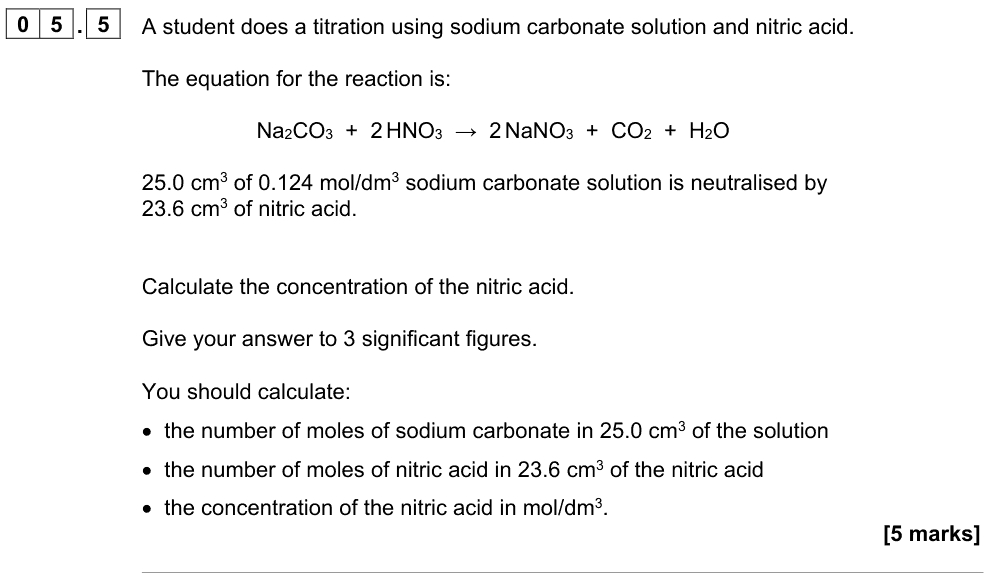 0 5 . 5 A student does a titration using sodium carbonate solution and nitric acid.
The equation for the reaction is:
Na₂CO₃ + 2 HNO₃ → 2 NaNO₃ + CO₂ + H₂O
25.0 cm³ of 0.124 mol/dm³ sodium carbonate solution is neutralised by
23.6 cm³ of nitric acid.
Calculate the concentration of the nitric acid.
Give your answer to 3 significant figures.
You should calculate:
• the number of moles of sodium carbonate in 25.0 cm³ of the solution
• the number of moles of nitric acid in 23.6 cm³ of the nitric acid
• the concentration of the nitric acid in mol/dm³.
[5 marks]